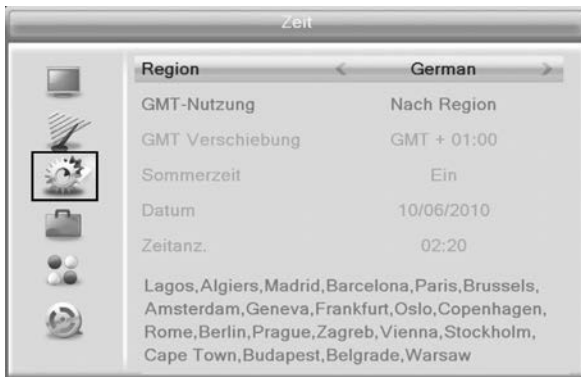 Zeit
Region < German >
GMT-Nutzung Nach Region
GMT Verschiebung GMT + 01:00
Sommerzeit Ein
Datum 10/06/2010
Zeitanz. 02:20
Lagos,Algiers,Madrid,Barcelona,Paris,Brussels,
Amsterdam,Geneva,Frankfurt,Oslo,Copenhagen,
Rome,Berlin,Prague,Zagreb,Vienna,Stockholm,
Cape Town,Budapest,Belgrade,Warsaw